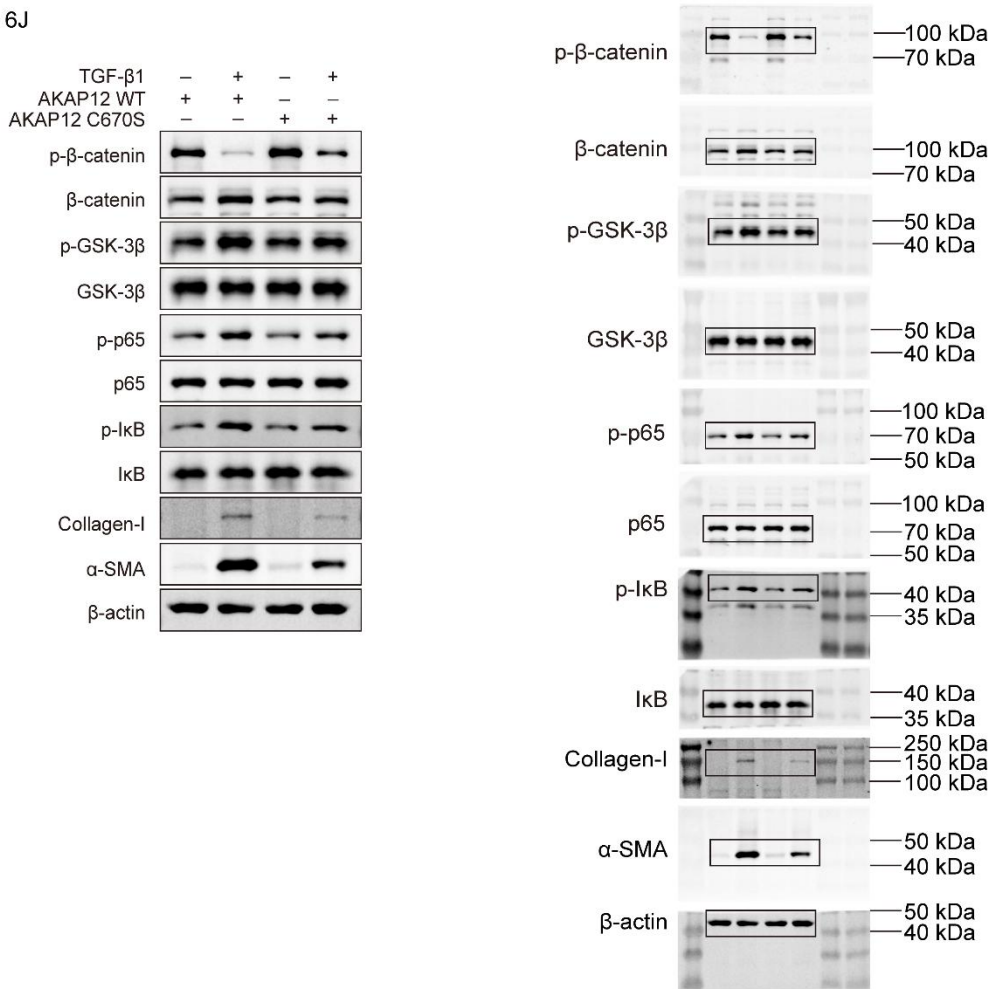 6J
TGF-β1 – + – +
AKAP12 WT + + – –
AKAP12 C670S – – + +
p-β-catenin
β-catenin
p-GSK-3β
GSK-3β
p-p65
p65
p-IκB
IκB
Collagen-I
α-SMA
β-actin
p-β-catenin
100 kDa
70 kDa
β-catenin
100 kDa
70 kDa
p-GSK-3β
50 kDa
40 kDa
GSK-3β
50 kDa
40 kDa
p-p65
100 kDa
70 kDa
50 kDa
p65
100 kDa
70 kDa
50 kDa
p-IκB
40 kDa
35 kDa
IκB
40 kDa
35 kDa
Collagen-I
250 kDa
150 kDa
100 kDa
α-SMA
50 kDa
40 kDa
β-actin
50 kDa
40 kDa